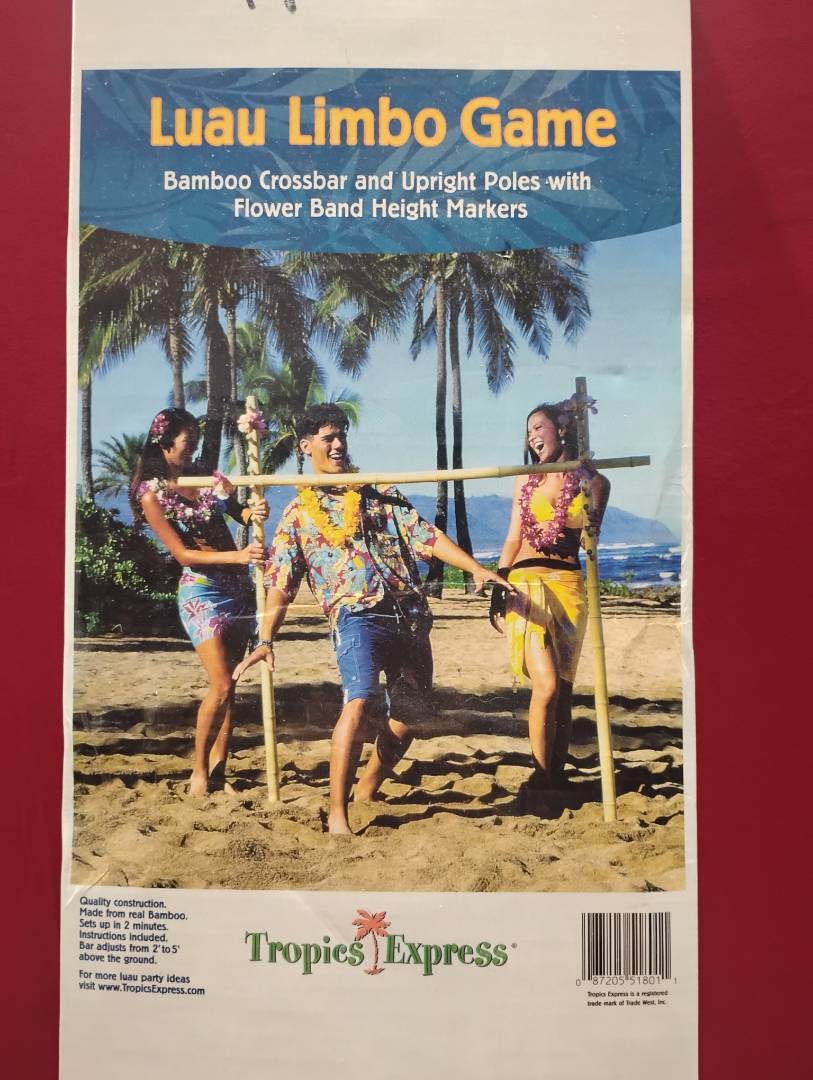 Luau Limbo Game
Bamboo Crossbar and Upright Poles with
Flower Band Height Markers
Quality construction.
Made from real Bamboo.
Sets up in 2 minutes.
Instructions included.
Bar adjusts from 2' to 5'
above the ground.
For more luau party ideas
visit www.TropicsExpress.com
Tropics Express®
0 87205 51801 1
Tropics Express is a registered
trade mark of Trade West, Inc.